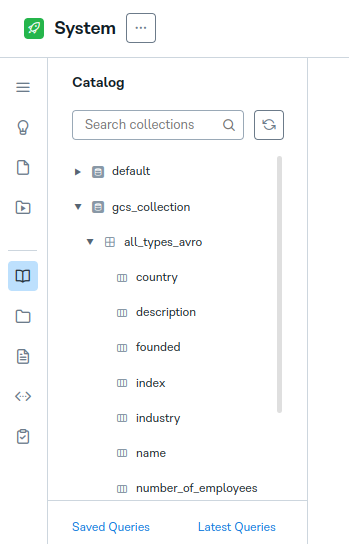 System
Catalog
Search collections
default
gcs_collection
all_types_avro
country
description
founded
index
industry
name
number_of_employees
Saved Queries Latest Queries